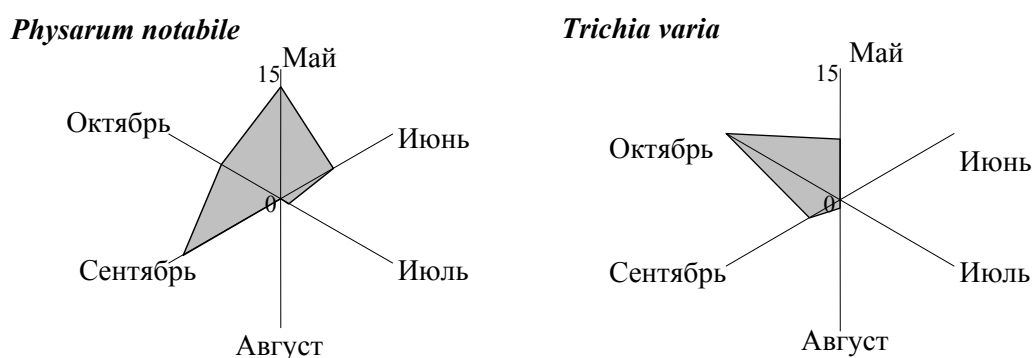 Physarum notabile
Май
15
Октябрь
Июнь
0
Сентябрь
Июль
Август
Trichia varia
Май
15
Октябрь
Июнь
0
Сентябрь
Июль
Август